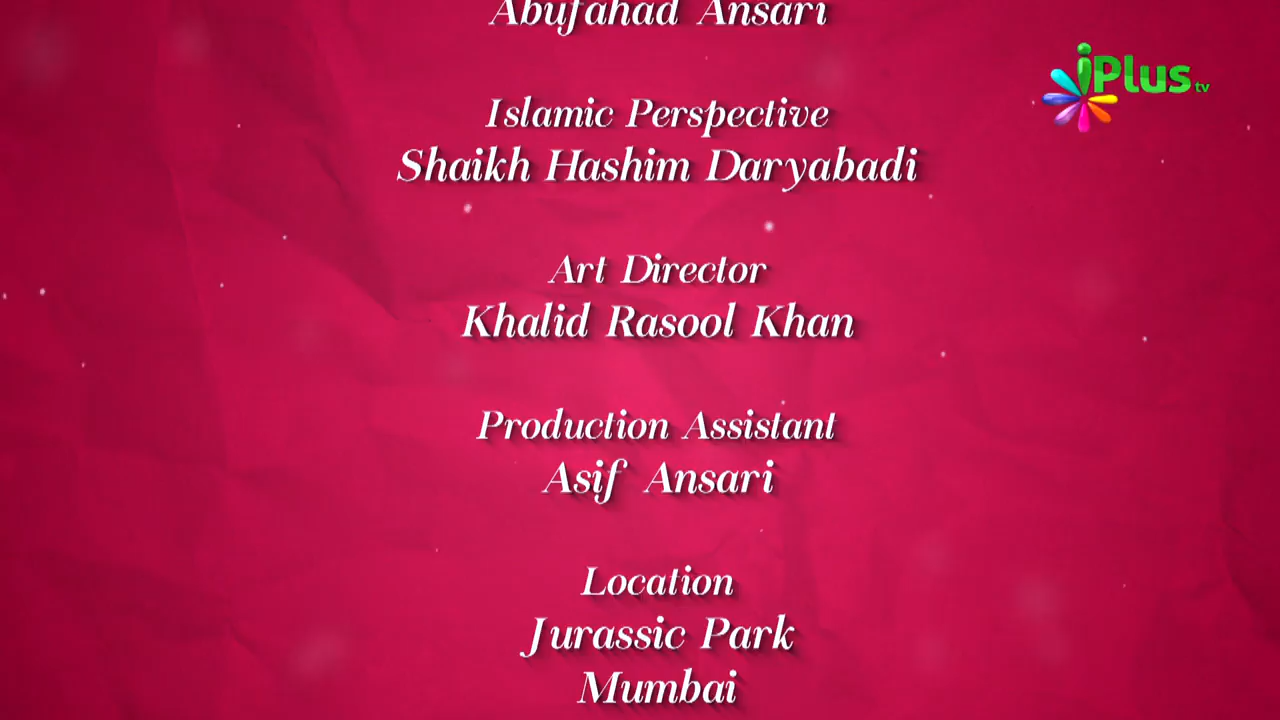 Abufahad Ansari
iPlus tv
Islamic Perspective
Shaikh Hashim Daryabadi
Art Director
Khalid Rasool Khan
Production Assistant
Asif Ansari
Location
Jurassic Park
Mumbai